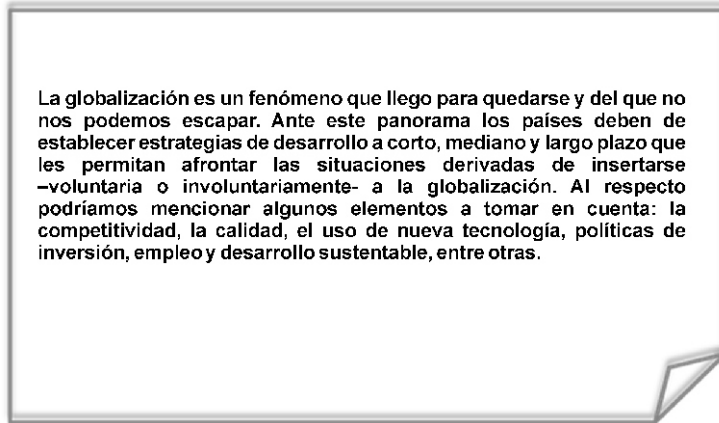 La globalización es un fenómeno que llego para quedarse y del que no
nos podemos escapar. Ante este panorama los países deben de
establecer estrategias de desarrollo a corto, mediano y largo plazo que
les permitan afrontar las situaciones derivadas de insertarse
–voluntaria o involuntariamente- a la globalización. Al respecto
podríamos mencionar algunos elementos a tomar en cuenta: la
competitividad, la calidad, el uso de nueva tecnología, políticas de
inversión, empleo y desarrollo sustentable, entre otras.